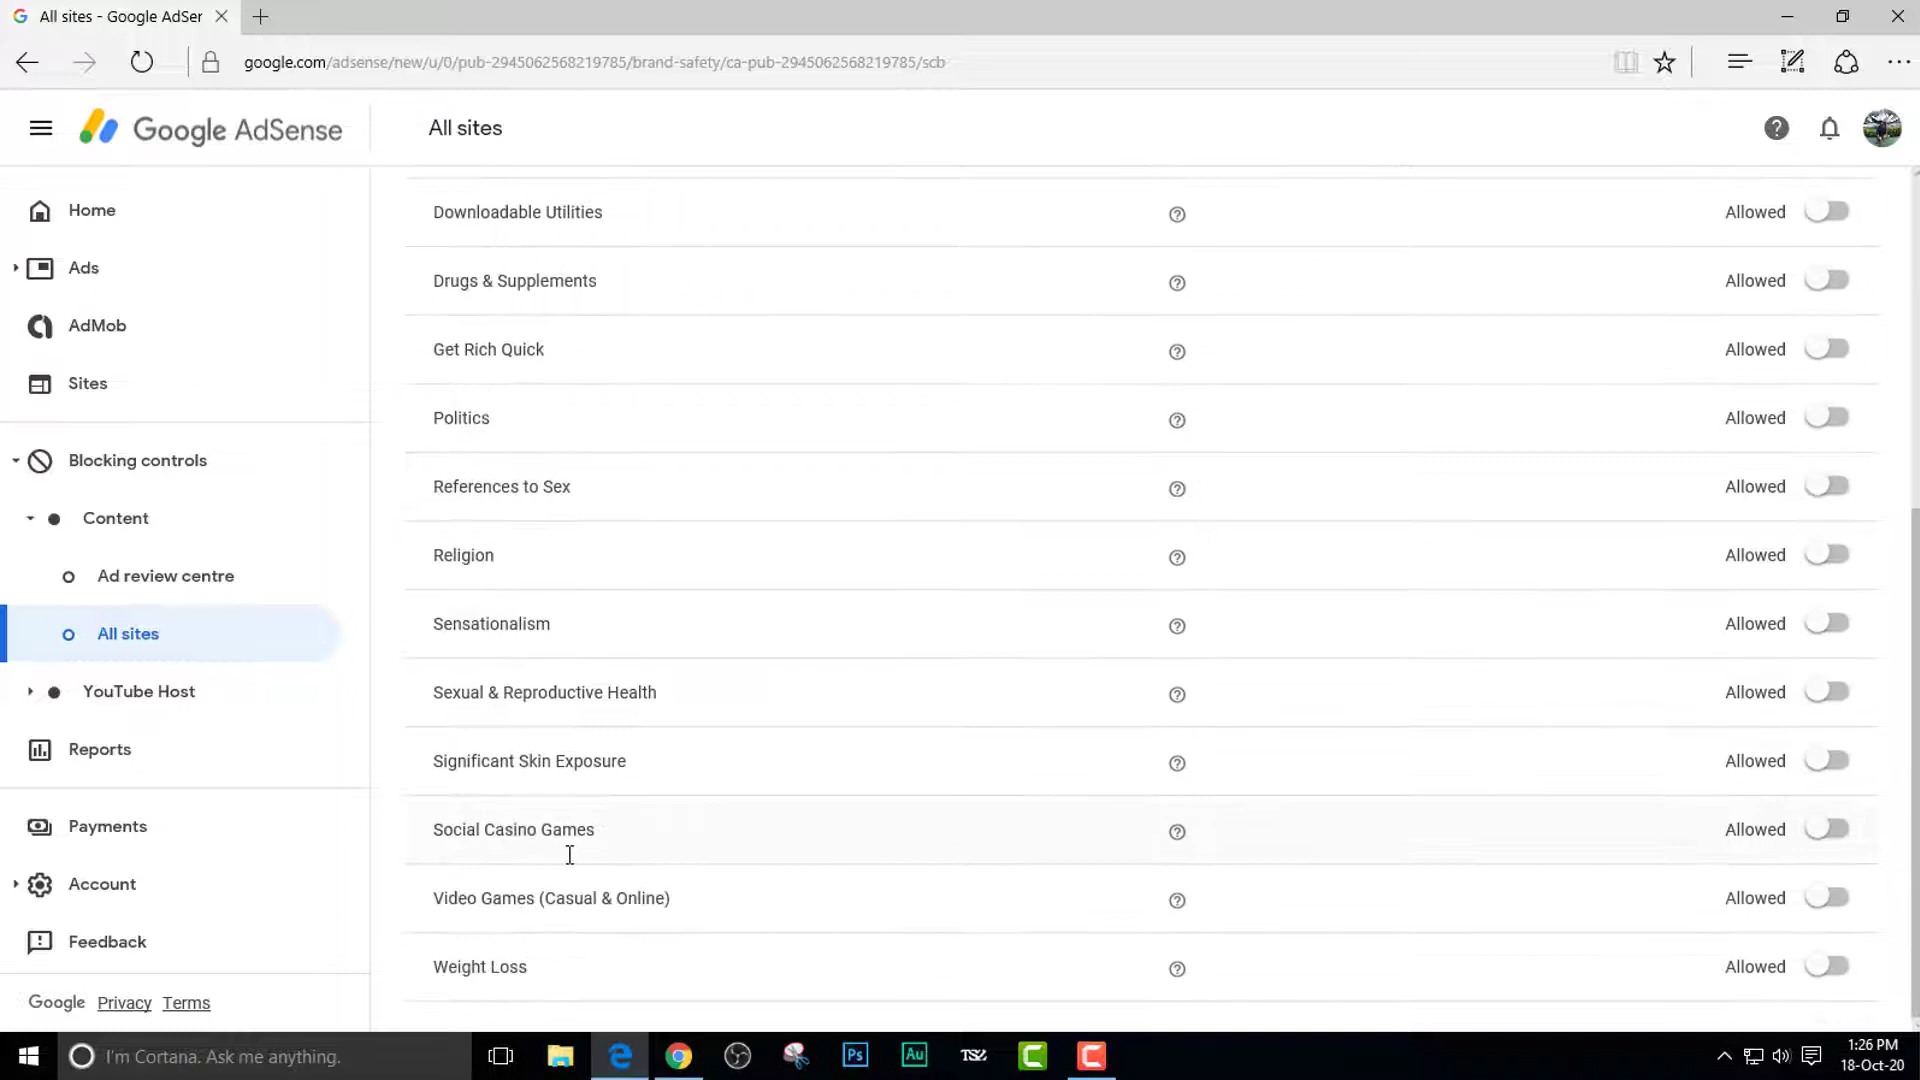 All sites - Google AdSer
google.com/adsense/new/u/0/pub-2945062568219785/brand-safety/ca-pub-2945062568219785/scb
Google AdSense
All sites
Home
Ads
AdMob
Sites
Blocking controls
Content
Ad review centre
All sites
YouTube Host
Reports
Payments
Account
Feedback
Google Privacy Terms
Downloadable Utilities Allowed
Drugs & Supplements Allowed
Get Rich Quick Allowed
Politics Allowed
References to Sex Allowed
Religion Allowed
Sensationalism Allowed
Sexual & Reproductive Health Allowed
Significant Skin Exposure Allowed
Social Casino Games Allowed
Video Games (Casual & Online) Allowed
Weight Loss Allowed
I'm Cortana. Ask me anything.
Ps
Au
TSZ
1:26 PM
18-Oct-20